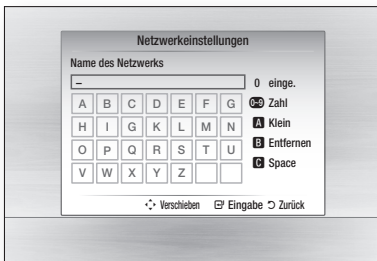 Netzwerkeinstellungen
Name des Netzwerks
– 0 einge.
A B C D E F G 0~9 Zahl
H I G K L M N A Klein
O P Q R S T U B Entfernen
V W X Y Z C Space
Verschieben Eingabe Zurück